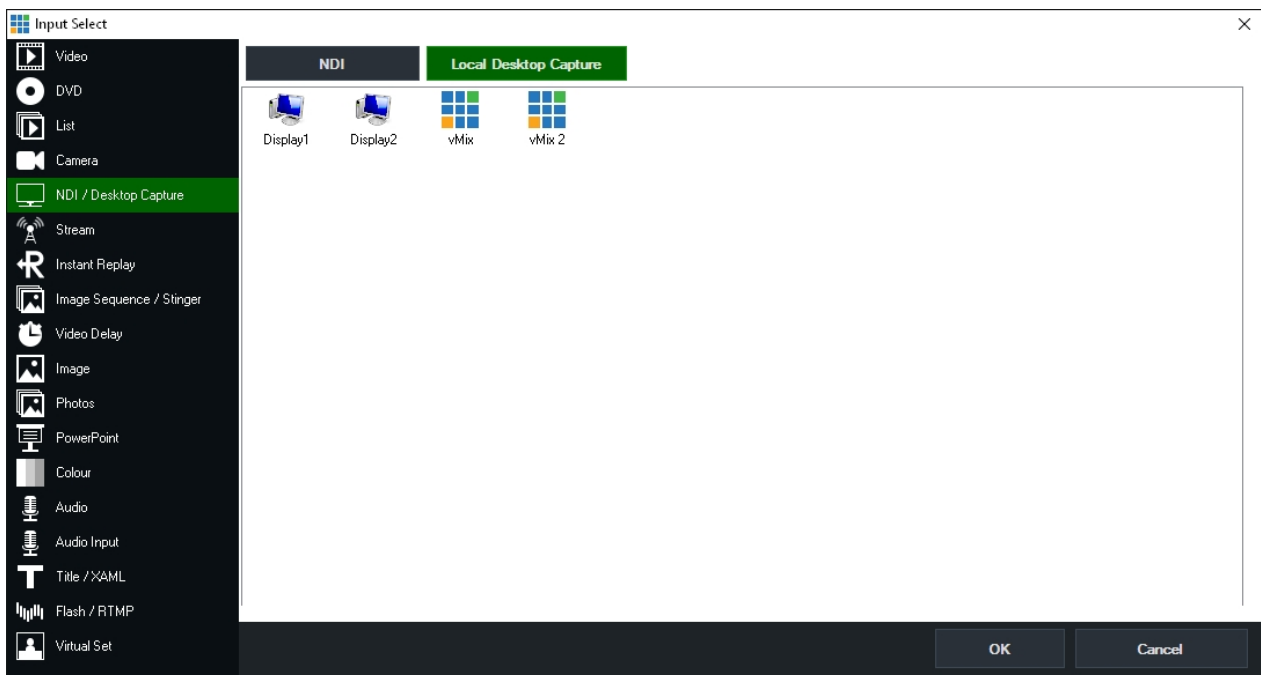 Input Select
Video
DVD
List
Camera
NDI / Desktop Capture
Stream
Instant Replay
Image Sequence / Stinger
Video Delay
Image
Photos
PowerPoint
Colour
Audio
Audio Input
Title / XAML
Flash / RTMP
Virtual Set
NDI
Local Desktop Capture
Display1
Display2
vMix
vMix 2
OK
Cancel